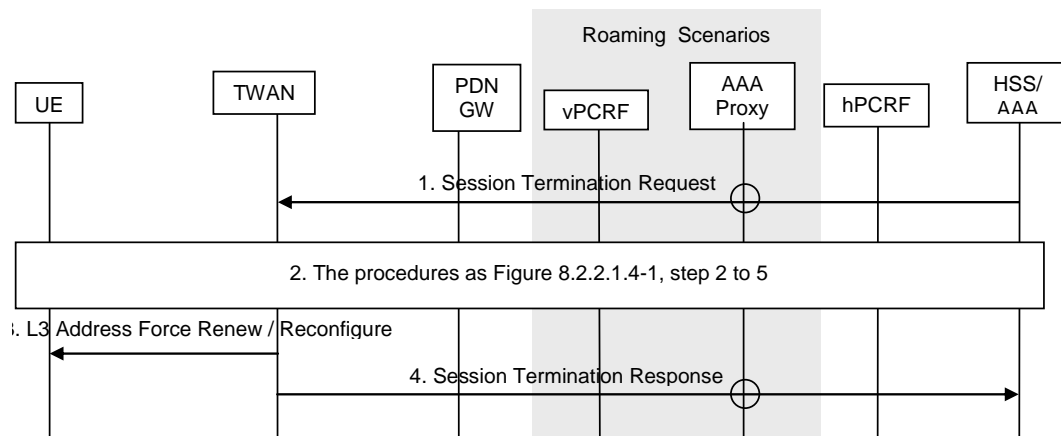 Roaming Scenarios
UE
TWAN
PDN
GW
vPCRF
AAA
Proxy
hPCRF
HSS/
AAA
1. Session Termination Request
2. The procedures as Figure 8.2.2.1.4-1, step 2 to 5
3. L3 Address Force Renew / Reconfigure
4. Session Termination Response